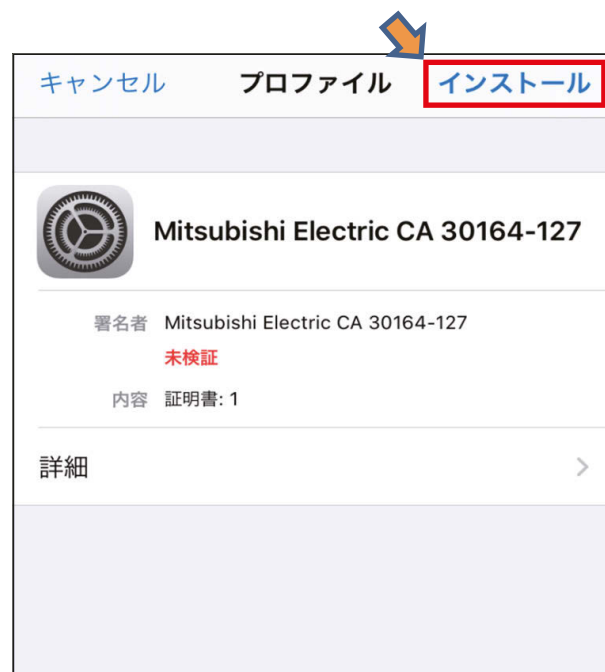 キャンセル プロファイル インストール
Mitsubishi Electric CA 30164-127
署名者 Mitsubishi Electric CA 30164-127
未検証
内容 証明書: 1
詳細